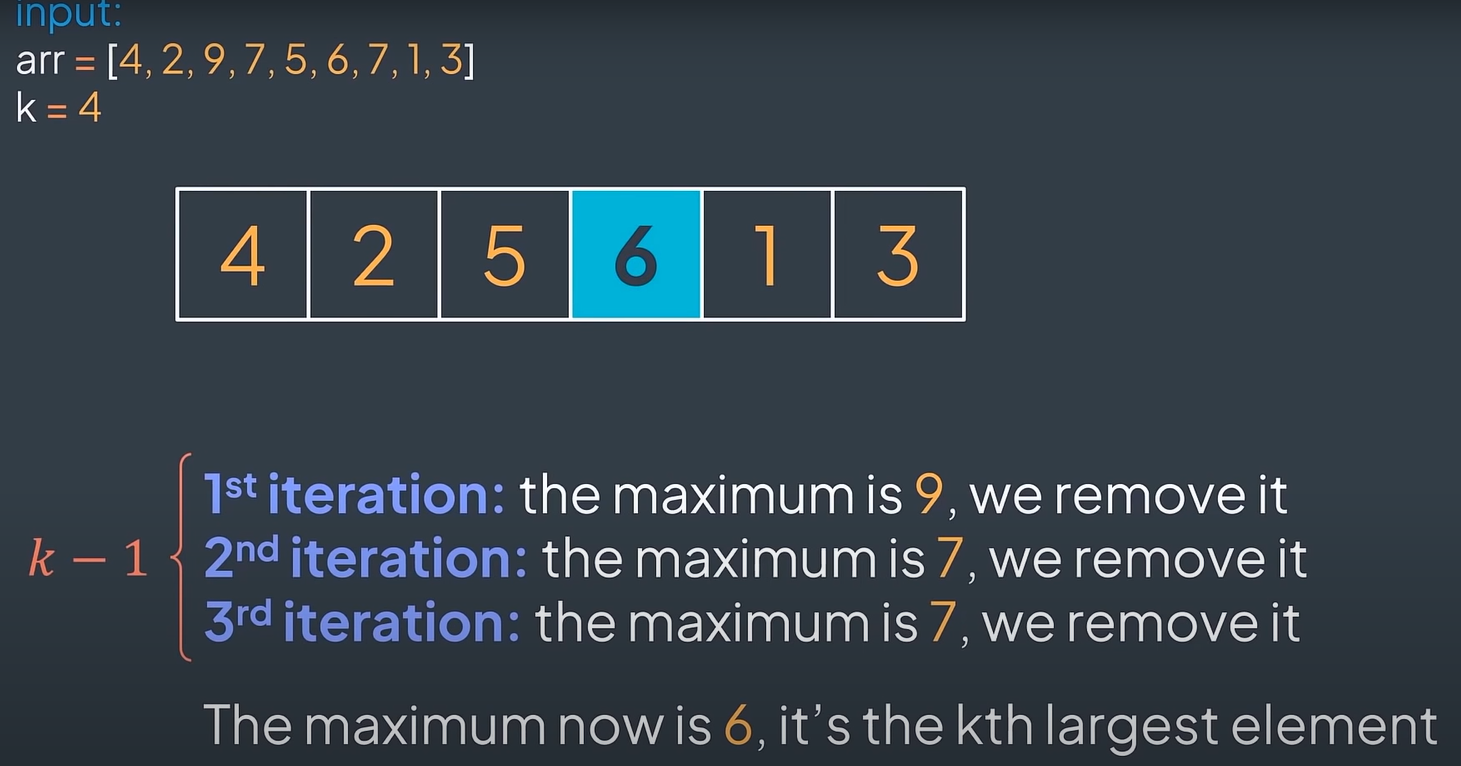 input:
arr = [4, 2, 9, 7, 5, 6, 7, 1, 3]
k = 4
4 2 5 6 1 3
1st iteration: the maximum is 9, we remove it
k − 1
2nd iteration: the maximum is 7, we remove it
3rd iteration: the maximum is 7, we remove it
The maximum now is 6, it’s the kth largest element